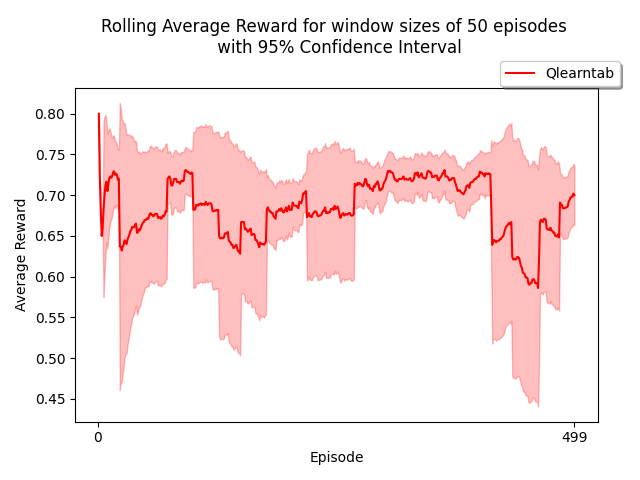 Rolling Average Reward for window sizes of 50 episodes
with 95% Confidence Interval
Qlearntab
0.80
0.75
0.70
0.65
0.60
0.55
0.50
0.45
Average Reward
0
499
Episode